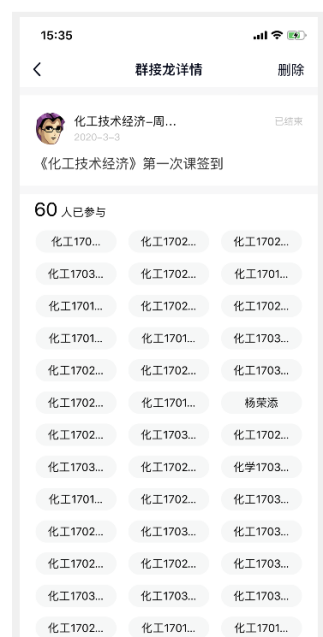 15:35
群接龙详情 删除
化工技术经济-周... 已结束
2020-3-3
《化工技术经济》第一次课签到
60 人已参与
化工170... 化工1702... 化工1702...
化工1703... 化工1702... 化工1701...
化工1701... 化工1702... 化工1702...
化工1701... 化工1701... 化工1703...
化工1702... 化工1702... 化工1703...
化工1702... 化工1701... 杨荣添
化工1702... 化工1703... 化工1702...
化工1703... 化工1702... 化学1703...
化工1701... 化工1702... 化工1703...
化工1702... 化工1703... 化工1703...
化工1702... 化工1702... 化工1703...
化工1703... 化工1703... 化工1703...
化工1702... 化工1701... 化工1701...